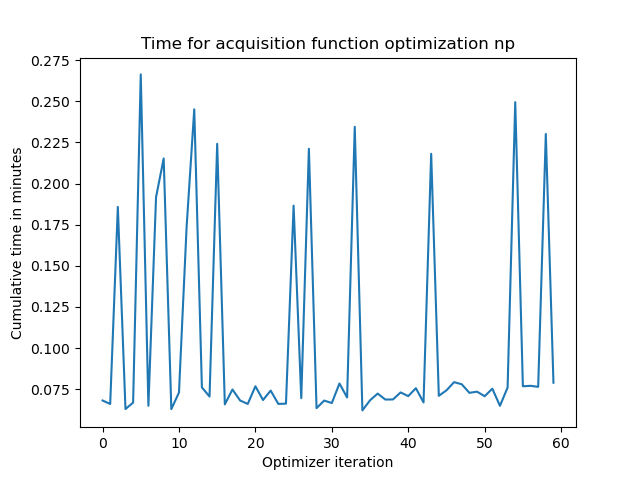 Time for acquisition function optimization np
Cumulative time in minutes
0.275
0.250
0.225
0.200
0.175
0.150
0.125
0.100
0.075
0 10 20 30 40 50 60
Optimizer iteration